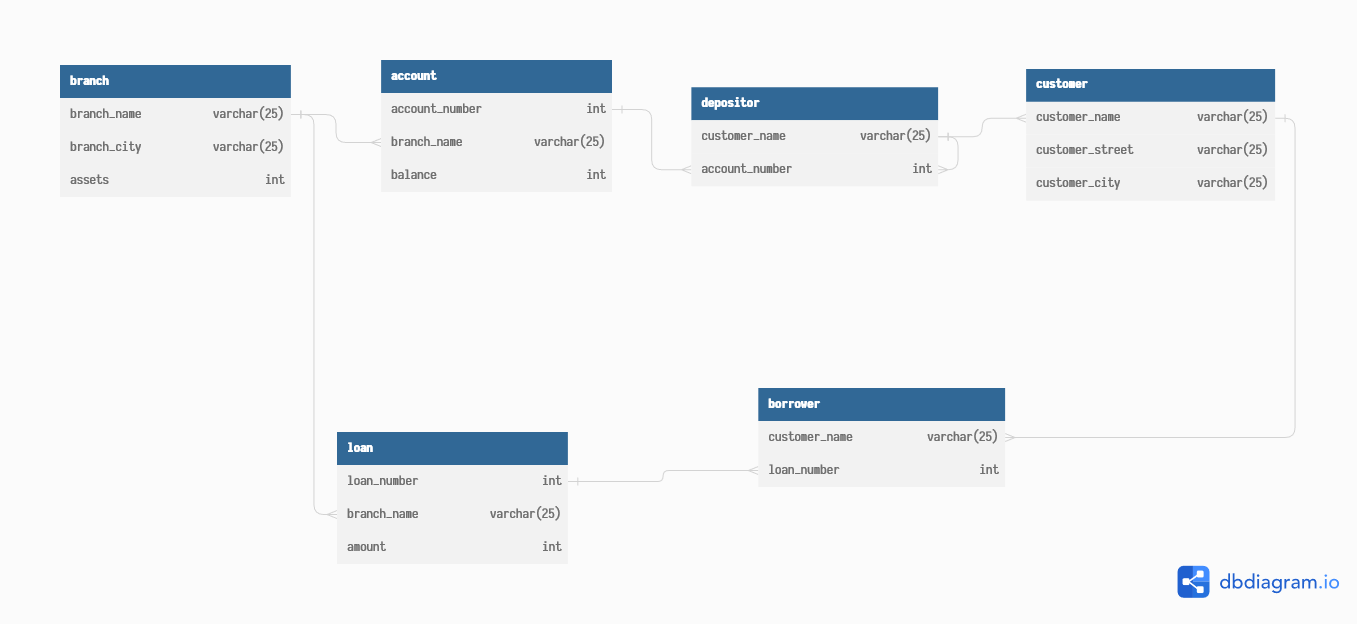 branch
branch_name varchar(25)
branch_city varchar(25)
assets int
account
account_number int
branch_name varchar(25)
balance int
depositor
customer_name varchar(25)
account_number int
customer
customer_name varchar(25)
customer_street varchar(25)
customer_city varchar(25)
loan
loan_number int
branch_name varchar(25)
amount int
borrower
customer_name varchar(25)
loan_number int
dbdiagram.io